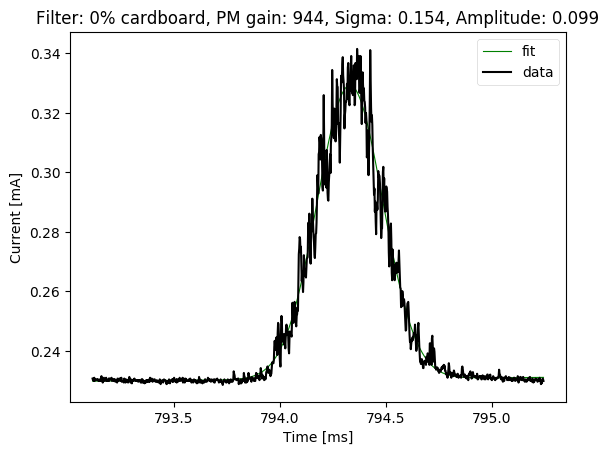 Filter: 0% cardboard, PM gain: 944, Sigma: 0.154, Amplitude: 0.099
fit
data
0.34
0.32
0.30
0.28
0.26
0.24
Current [mA]
793.5 794.0 794.5 795.0
Time [ms]